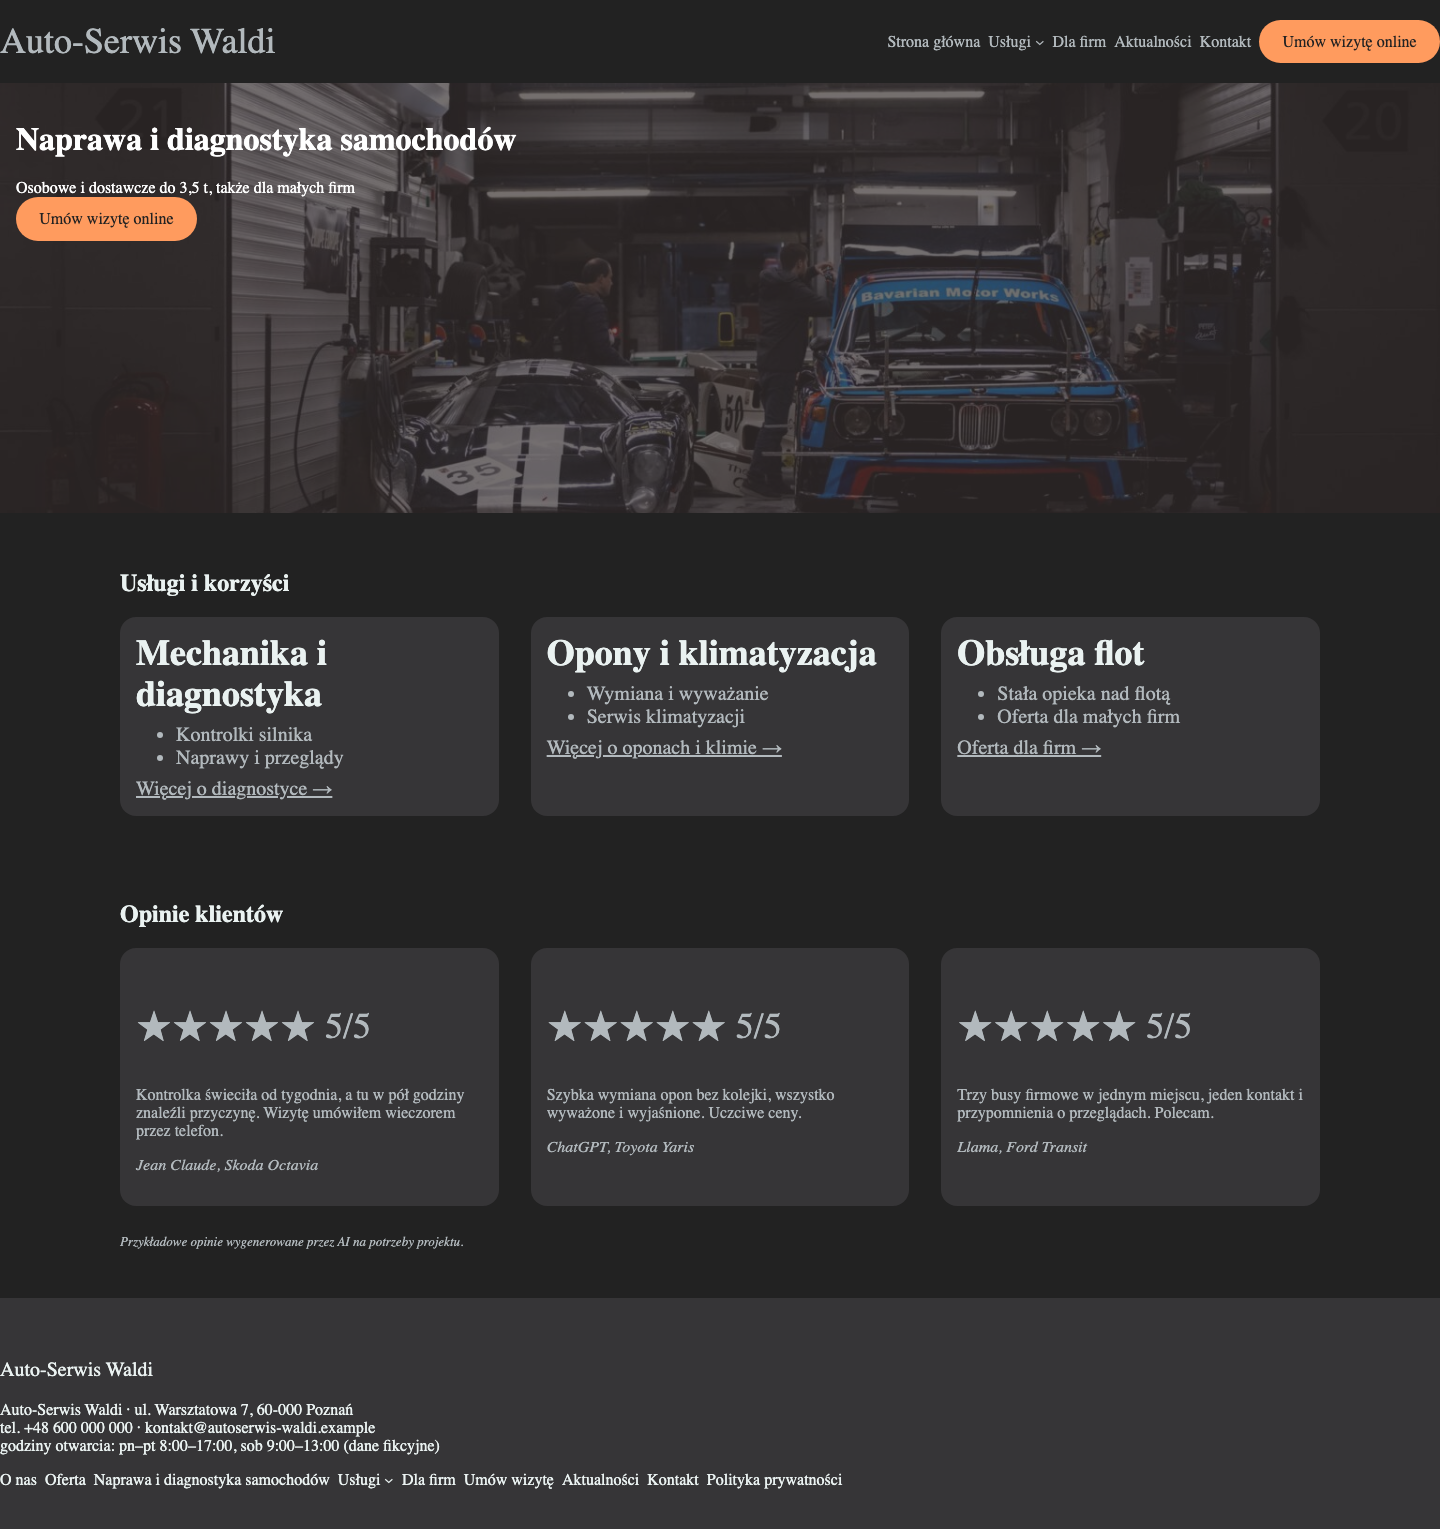 Auto-Serwis Waldi
Strona główna Usługi Dla firm Aktualności Kontakt Umów wizytę online
21
20
Naprawa i diagnostyka samochodów
Osobowe i dostawcze do 3,5 t, także dla małych firm
Umów wizytę online
Bavarian Motor Works
35
Usługi i korzyści
Mechanika i
diagnostyka
• Kontrolki silnika
• Naprawy i przeglądy
Więcej o diagnostyce →
Opony i klimatyzacja
• Wymiana i wyważanie
• Serwis klimatyzacji
Więcej o oponach i klimie →
Obsługa flot
• Stała opieka nad flotą
• Oferta dla małych firm
Oferta dla firm →
Opinie klientów
★★★★★ 5/5
Kontrolka świeciła od tygodnia, a tu w pół godziny
znaleźli przyczynę. Wizytę umówiłem wieczorem
przez telefon.
Jean Claude, Skoda Octavia
★★★★★ 5/5
Szybka wymiana opon bez kolejki, wszystko
wyważone i wyjaśnione. Uczciwe ceny.
ChatGPT, Toyota Yaris
★★★★★ 5/5
Trzy busy firmowe w jednym miejscu, jeden kontakt i
przypomnienia o przeglądach. Polecam.
Llama, Ford Transit
Przykładowe opinie wygenerowane przez AI na potrzeby projektu.
Auto-Serwis Waldi
Auto-Serwis Waldi · ul. Warsztatowa 7, 60-000 Poznań
tel. +48 600 000 000 · kontakt@autoserwis-waldi.example
godziny otwarcia: pn–pt 8:00–17:00, sob 9:00–13:00 (dane fikcyjne)
O nas Oferta Naprawa i diagnostyka samochodów Usługi Dla firm Umów wizytę Aktualności Kontakt Polityka prywatności